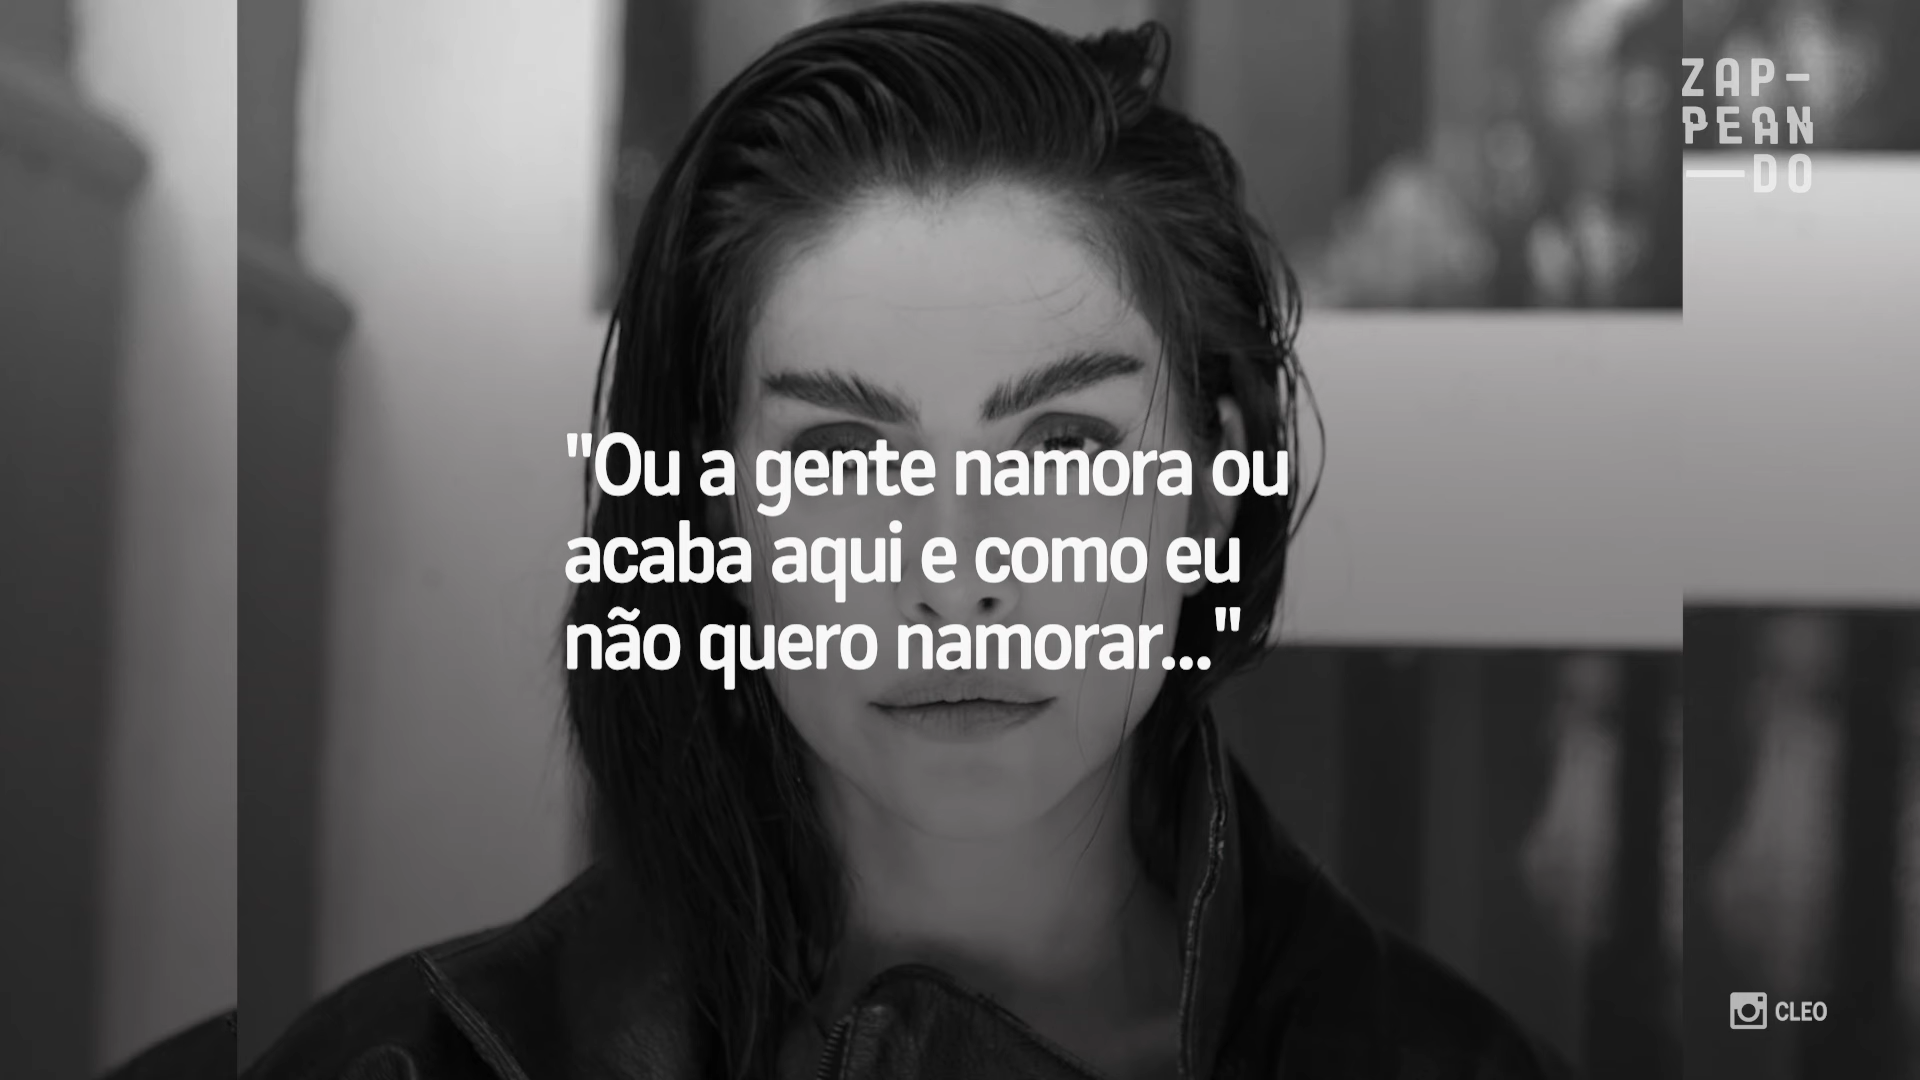 ZAP-
PEAN
—DO
"Ou a gente namora ou
acaba aqui e como eu
não quero namorar..."
CLEO